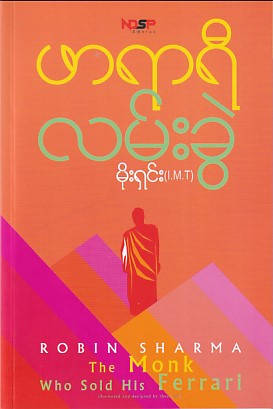 NDSP
ဖာရာရီ
လမ်းခွဲ
မိုးရှင်း(I.M.T)
ROBIN SHARMA
The Monk
Who Sold His Ferrari